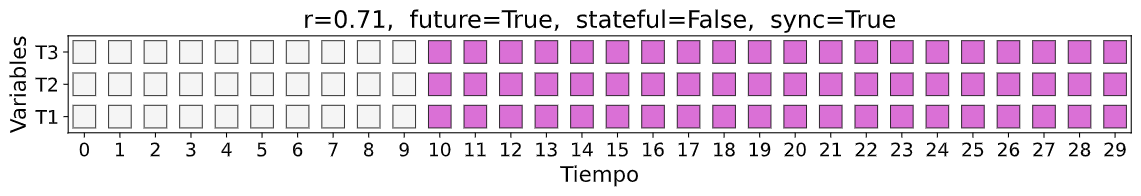 r=0.71,  future=True,  stateful=False,  sync=True
Variables
T3
T2
T1
0 1 2 3 4 5 6 7 8 9 10 11 12 13 14 15 16 17 18 19 20 21 22 23 24 25 26 27 28 29
Tiempo